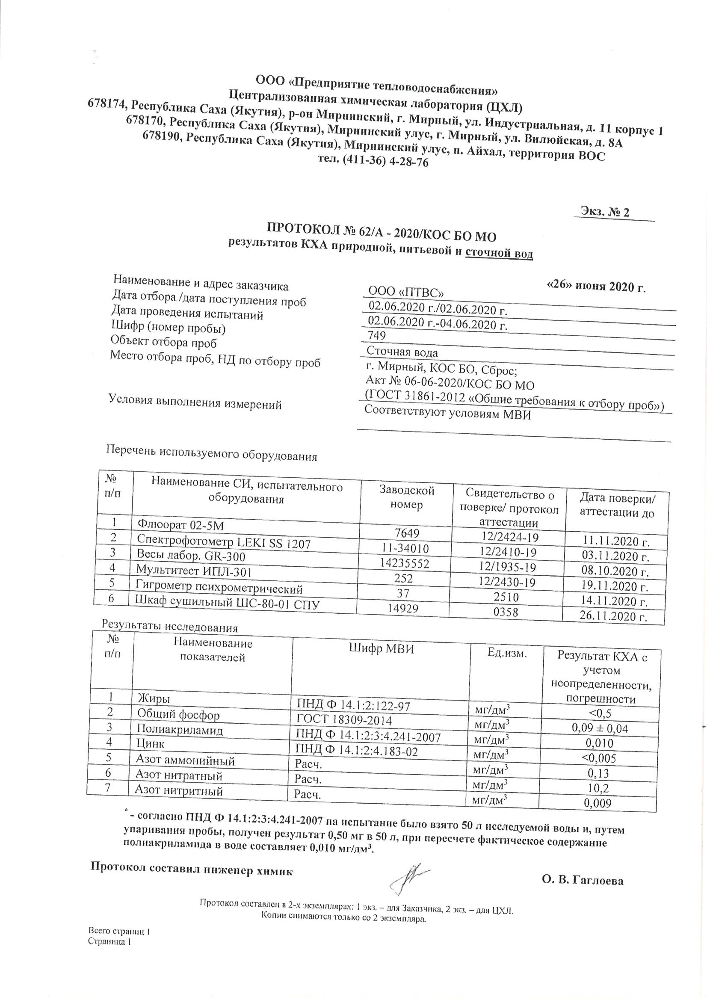 ООО «Предприятие тепловодоснабжсния»
Централизованная химическая лаборатория (ЦХЛ)
678174, Республика Саха (Якутия), р-он Мирнинский, г. Мирный, ул. Индустриальная, д. 11 корпус 1
678170, Республика Саха (Якутия), Мирнинский улус, г. Мирный, ул. Вилюйская, д. 8А
678190, Республика Саха (Якутия), Мирнинский улус, п. Айхал, территория ВОС
тел. (411-36) 4-28-76
Экз. № 2
ПРОТОКОЛ № 62/А - 2020/КОС БО МО
результатов КХА природной, питьевой и сточной вод
«26» июня 2020 г.
Наименование и адрес заказчика ООО «ПТВС»
Дата отбора /дата поступления проб 02.06.2020 г./02.06.2020 г.
Дата проведения испытаний 02.06.2020 г.-04.06.2020 г.
Шифр (номер пробы) 749
Объект отбора проб Сточная вода
Место отбора проб, НД по отбору проб г. Мирный, КОС БО, Сброс;
Акт № 06-06-2020/КОС БО МО
(ГОСТ 31861-2012 «Общие требования к отбору проб»)
Условия выполнения измерений Соответствуют условиям МВИ
Перечень используемого оборудования
№ п/п Наименование СИ, испытательного оборудования Заводской номер Свидетельство о поверке/ протокол аттестации Дата поверки/ аттестации до
1 Флюорат 02-5М 7649 12/2424-19 11.11.2020 г.
2 Спектрофотометр LEKI SS 1207 11-34010 12/2410-19 03.11.2020 г.
3 Весы лабор. GR-300 14235552 12/1935-19 08.10.2020 г.
4 Мультитест ИПЛ-301 252 12/2430-19 19.11.2020 г.
5 Гигрометр психрометрический 37 2510 14.11.2020 г.
6 Шкаф сушильный ШС-80-01 СПУ 14929 0358 26.11.2020 г.
Результаты исследования
№ п/п Наименование показателей Шифр МВИ Ед.изм. Результат КХА с учетом неопределенности, погрешности
1 Жиры ПНД Ф 14.1:2:122-97 мг/дм³ <0,5
2 Общий фосфор ГОСТ 18309-2014 мг/дм³ 0,09 ± 0,04
3 Полиакриламид ПНД Ф 14.1:2:3:4.241-2007 мг/дм³ 0,010
4 Цинк ПНД Ф 14.1:2:4.183-02 мг/дм³ <0,005
5 Азот аммонийный Расч. мг/дм³ 0,13
6 Азот нитратный Расч. мг/дм³ 10,2
7 Азот нитритный Расч. мг/дм³ 0,009
* - согласно ПНД Ф 14.1:2:3:4.241-2007 на испытание было взято 50 л исследуемой воды и, путем
упаривания пробы, получен результат 0,50 мг в 50 л, при пересчете фактическое содержание
полиакриламида в воде составляет 0,010 мг/дм³.
Протокол составил инженер химик О. В. Гаглоева
Протокол составлен в 2-х экземплярах: 1 экз. – для Заказчика, 2 экз. – для ЦХЛ.
Копии снимаются только со 2 экземпляра.
Всего страниц 1
Страница 1